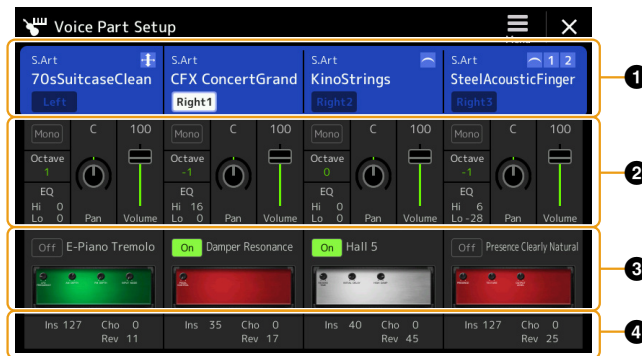 Voice Part Setup
Menu
S.Art S.Art S.Art S.Art 1 2
70sSuitcaseClean CFX ConcertGrand KinoStrings SteelAcousticFinger
Left Right1 Right2 Right3
1
Mono C 100 Mono C 100 Mono C 100 Mono C 100
Octave Octave Octave Octave
1 -1 0 -1
EQ EQ EQ EQ
Hi 0 Hi 16 Hi 0 Hi 6
Lo 0 Pan Volume Lo 0 Pan Volume Lo 0 Pan Volume Lo -28 Pan Volume
2
Off E-Piano Tremolo On Damper Resonance On Hall 5 Off Presence Clearly Natural
3
Ins 127 Cho 0 Ins 35 Cho 0 Ins 40 Cho 0 Ins 127 Cho 0
Rev 11 Rev 17 Rev 45 Rev 25
4